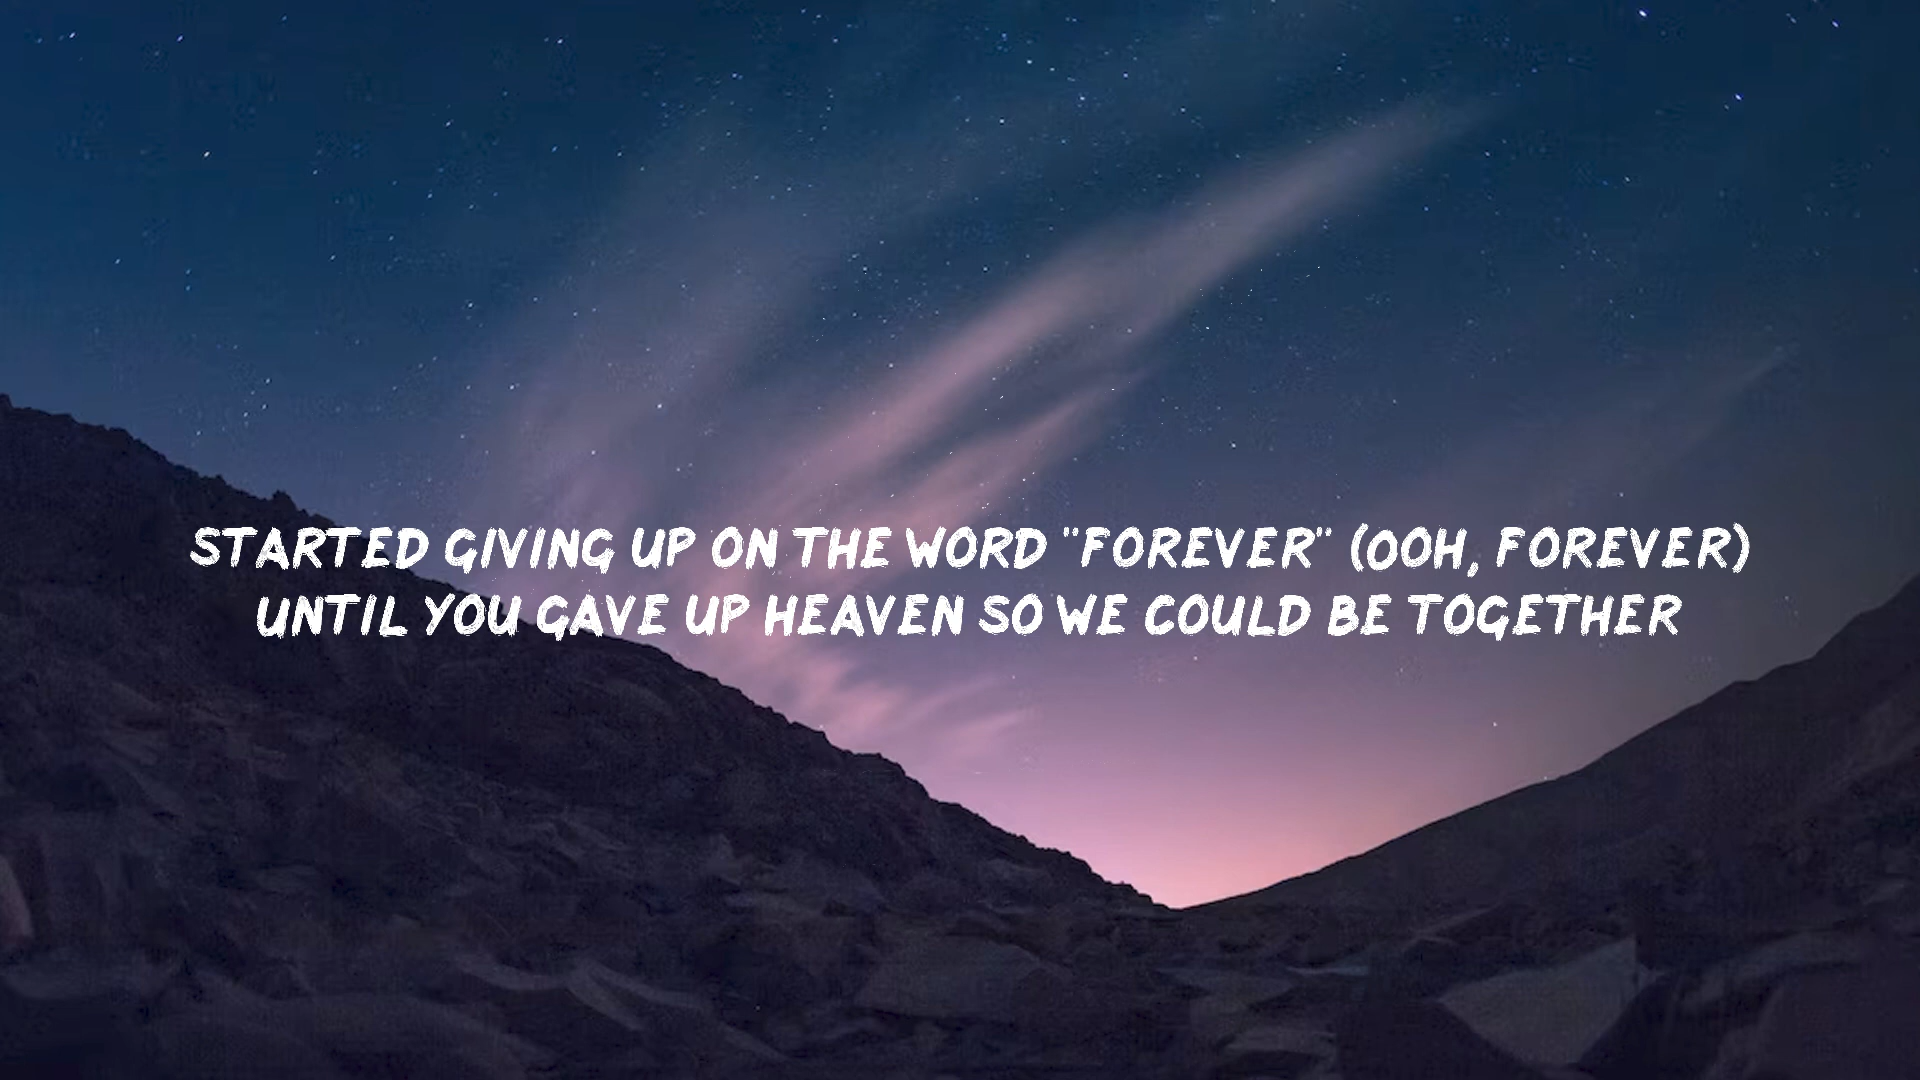 STARTED GIVING UP ON THE WORD "FOREVER" (OOH, FOREVER)
UNTIL YOU GAVE UP HEAVEN SO WE COULD BE TOGETHER